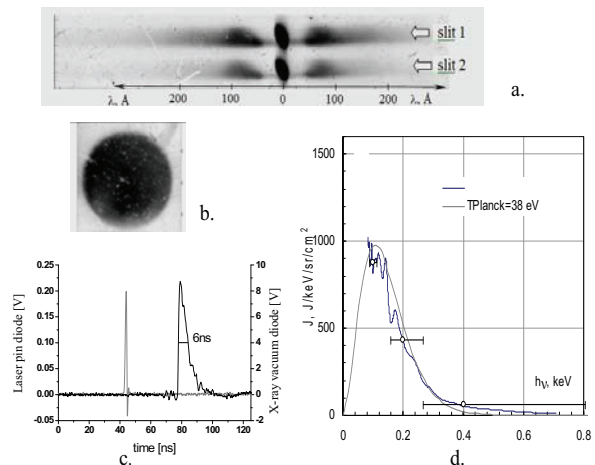 slit 1
slit 2
200 100 0 100 200
λ, Å λ, Å
a.
b.
0.25
0.20
0.15
0.10
0.05
0.00
-0.05
Laser pin diode [V]
10
8
6
4
2
0
-2
X-ray vacuum diode [V]
6ns
0 20 40 60 80 100 120
time [ns]
c.
1500
1000
500
0
J, J/keV/sr/cm²
TPlanck=38 eV
hν, keV
0 0.2 0.4 0.6 0.8
d.